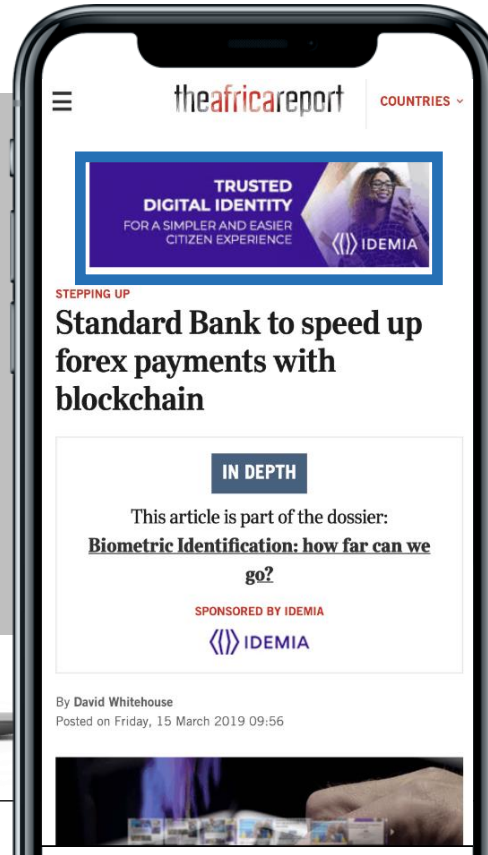 theafricareport
COUNTRIES
TRUSTED
DIGITAL IDENTITY
FOR A SIMPLER AND EASIER
CITIZEN EXPERIENCE
IDEMIA
STEPPING UP
Standard Bank to speed up
forex payments with
blockchain
IN DEPTH
This article is part of the dossier:
Biometric Identification: how far can we
go?
SPONSORED BY IDEMIA
IDEMIA
By David Whitehouse
Posted on Friday, 15 March 2019 09:56